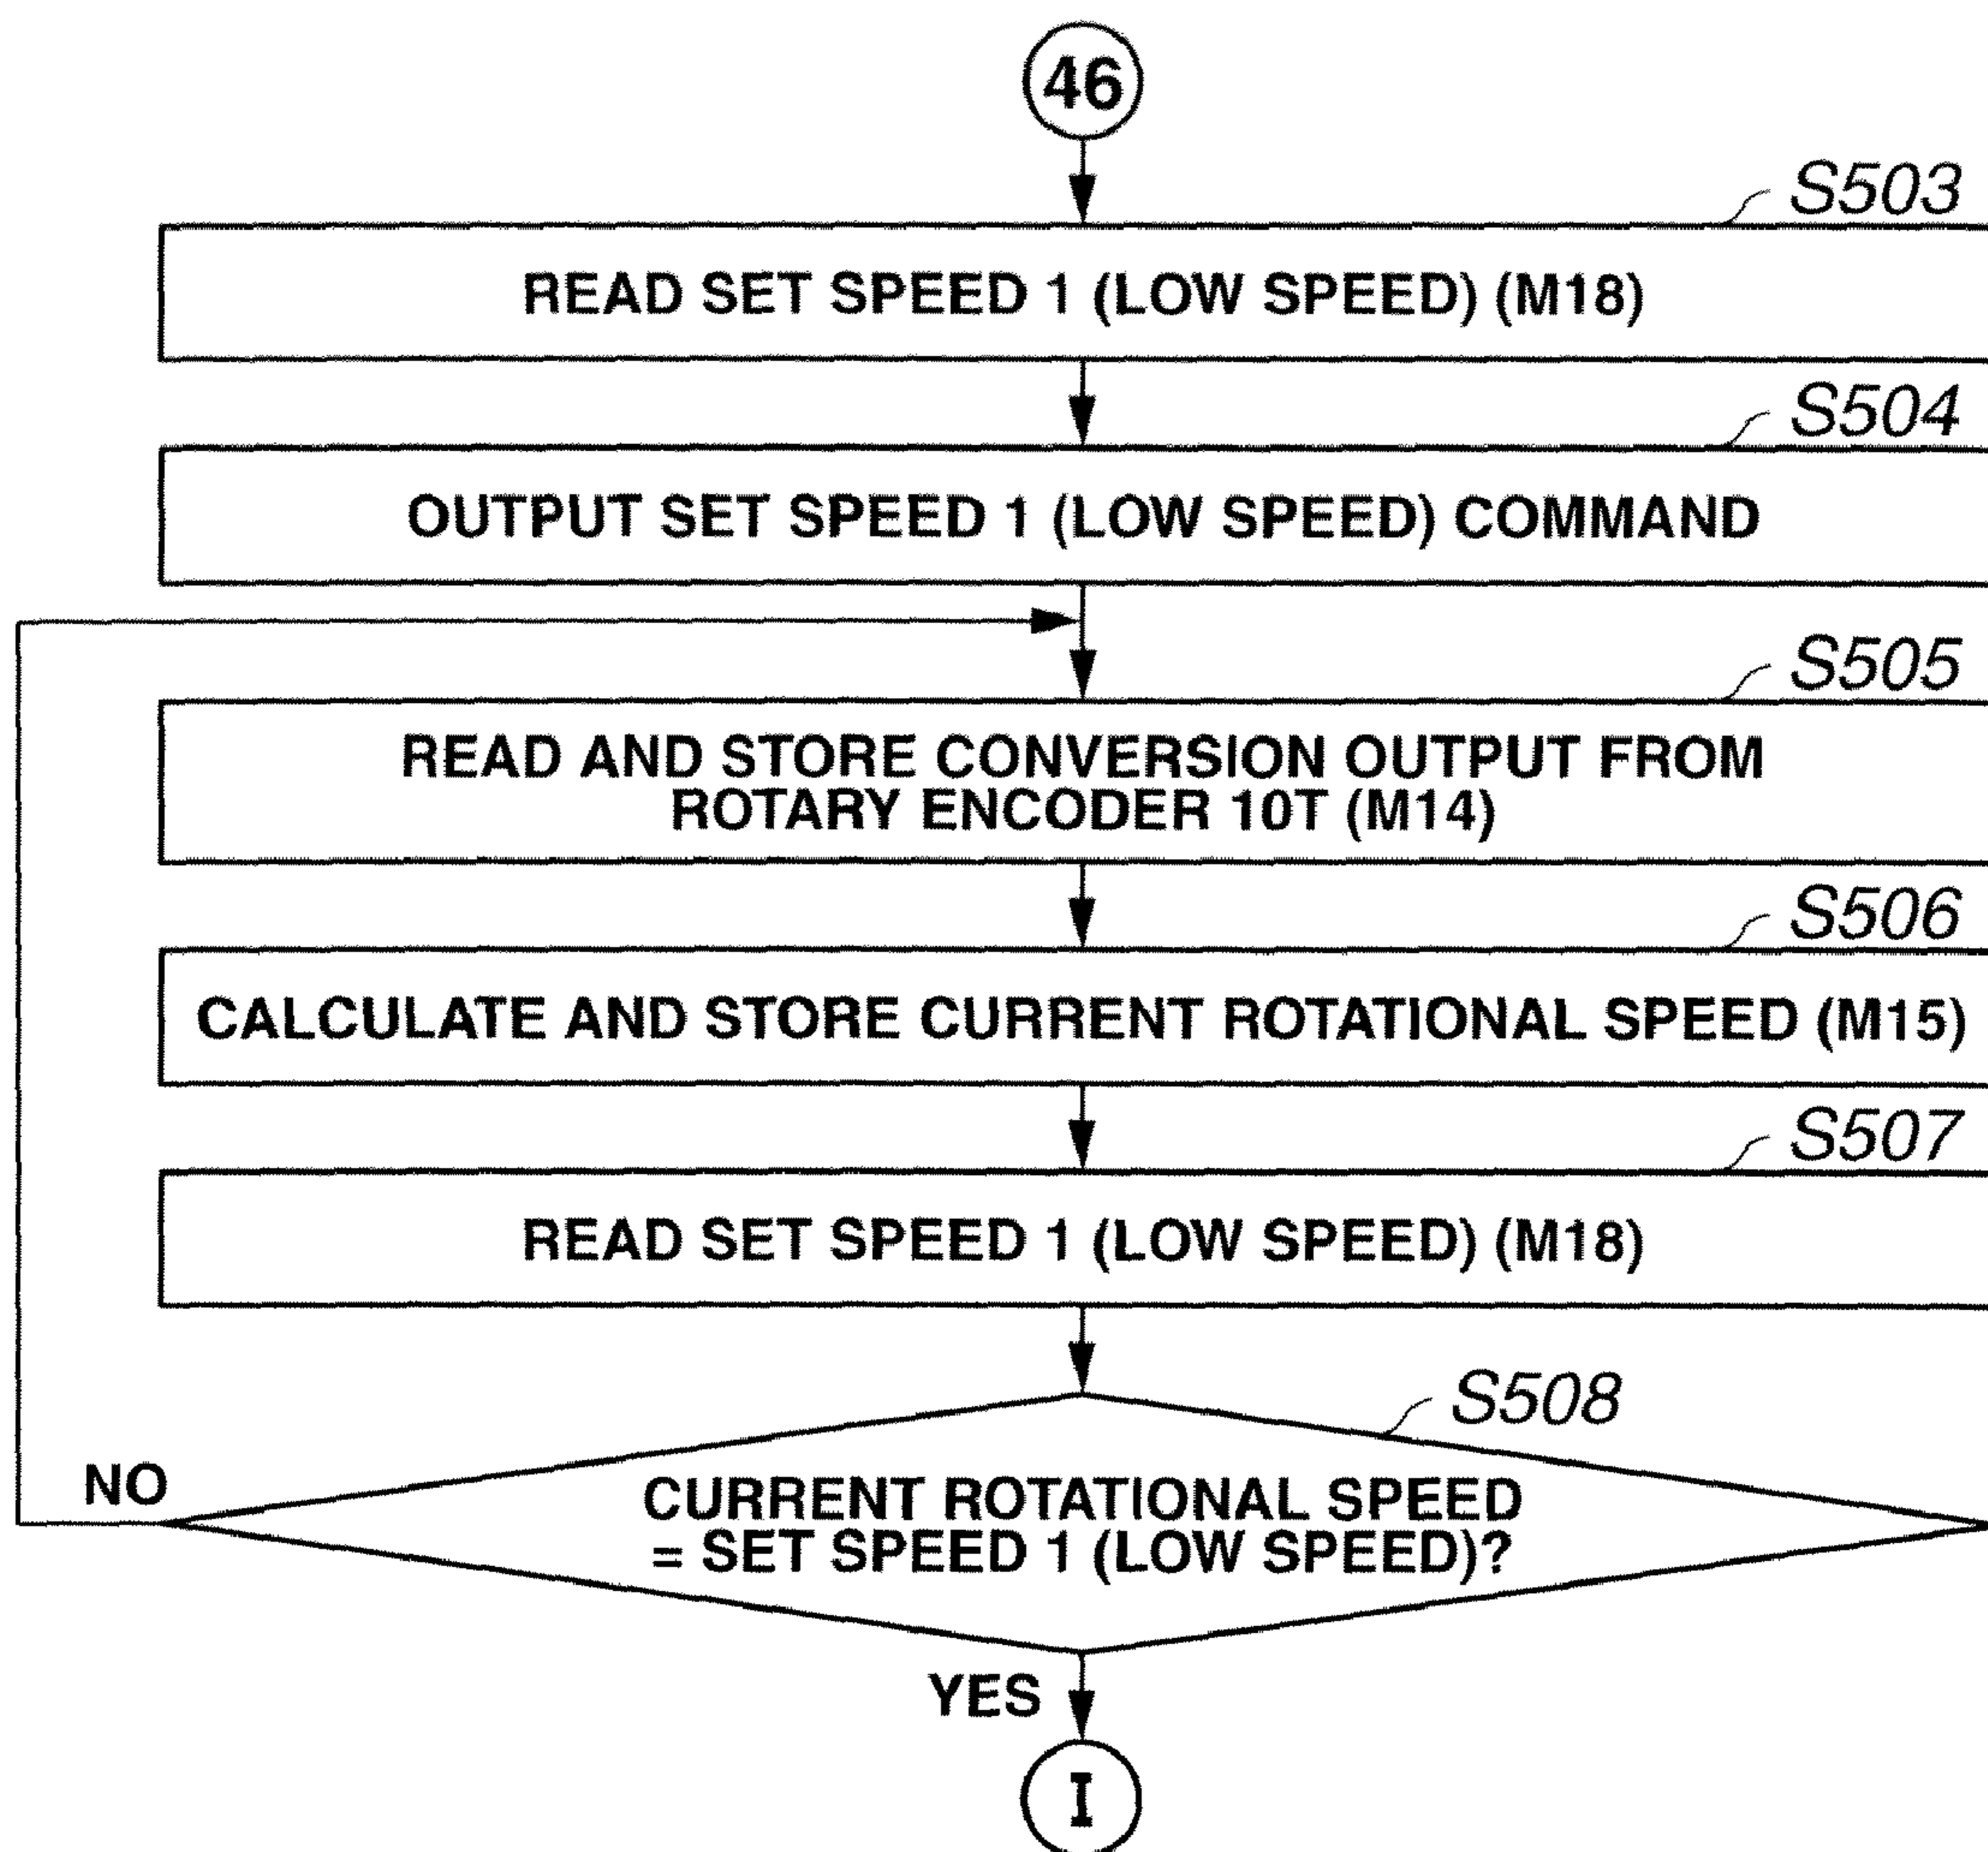 46
S503
READ SET SPEED 1 (LOW SPEED) (M18)
S504
OUTPUT SET SPEED 1 (LOW SPEED) COMMAND
S505
READ AND STORE CONVERSION OUTPUT FROM
ROTARY ENCODER 10T (M14)
S506
CALCULATE AND STORE CURRENT ROTATIONAL SPEED (M15)
S507
READ SET SPEED 1 (LOW SPEED) (M18)
S508
NO
CURRENT ROTATIONAL SPEED
= SET SPEED 1 (LOW SPEED)?
YES
I